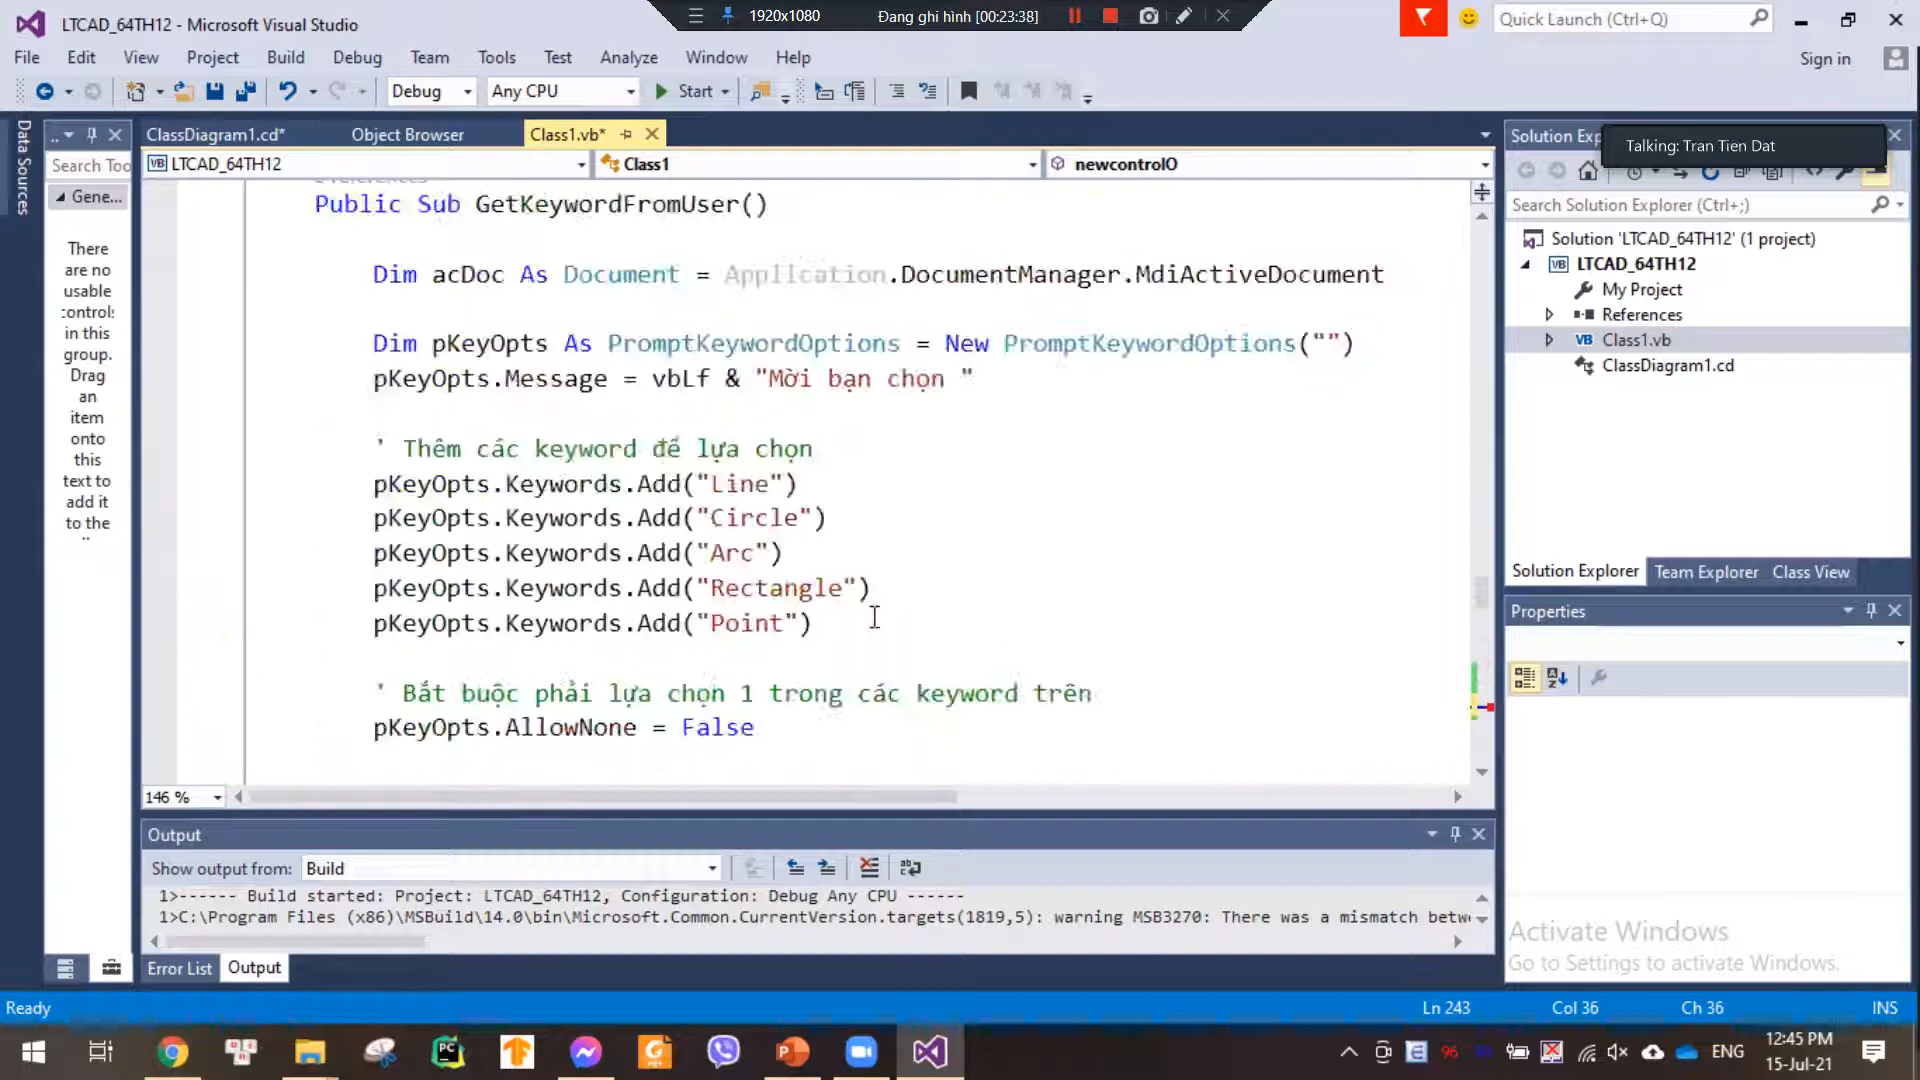 1920x1080
Đang ghi hình [00:23:38]
LTCAD_64TH12 - Microsoft Visual Studio
Quick Launch (Ctrl+Q)
File Edit View Project Build Debug Team Tools Test Analyze Window Help
Sign in
Debug
Any CPU
Start
Data Sources
ClassDiagram1.cd*
Object Browser
Class1.vb*
Solution Exp
Talking: Tran Tien Dat
Search Too
LTCAD_64TH12
Class1
newcontrolO
Gene...
There
are no
usable
controls
in this
group.
Drag
an
item
onto
this
text to
add it
to the
Public Sub GetKeywordFromUser()
Dim acDoc As Document = Application.DocumentManager.MdiActiveDocument
Dim pKeyOpts As PromptKeywordOptions = New PromptKeywordOptions("")
pKeyOpts.Message = vbLf & "Mời bạn chọn "
' Thêm các keyword để lựa chọn
pKeyOpts.Keywords.Add("Line")
pKeyOpts.Keywords.Add("Circle")
pKeyOpts.Keywords.Add("Arc")
pKeyOpts.Keywords.Add("Rectangle")
pKeyOpts.Keywords.Add("Point")
' Bắt buộc phải lựa chọn 1 trong các keyword trên
pKeyOpts.AllowNone = False
146 %
Search Solution Explorer (Ctrl+;)
Solution 'LTCAD_64TH12' (1 project)
LTCAD_64TH12
My Project
References
Class1.vb
ClassDiagram1.cd
Solution Explorer Team Explorer Class View
Properties
Output
Show output from: Build
1>------ Build started: Project: LTCAD_64TH12, Configuration: Debug Any CPU ------
1>C:\Program Files (x86)\MSBuild\14.0\bin\Microsoft.Common.CurrentVersion.targets(1819,5): warning MSB3270: There was a mismatch betw
Error List Output
Activate Windows
Go to Settings to activate Windows.
Ready
Ln 243
Col 36
Ch 36
INS
ENG
12:45 PM
15-Jul-21